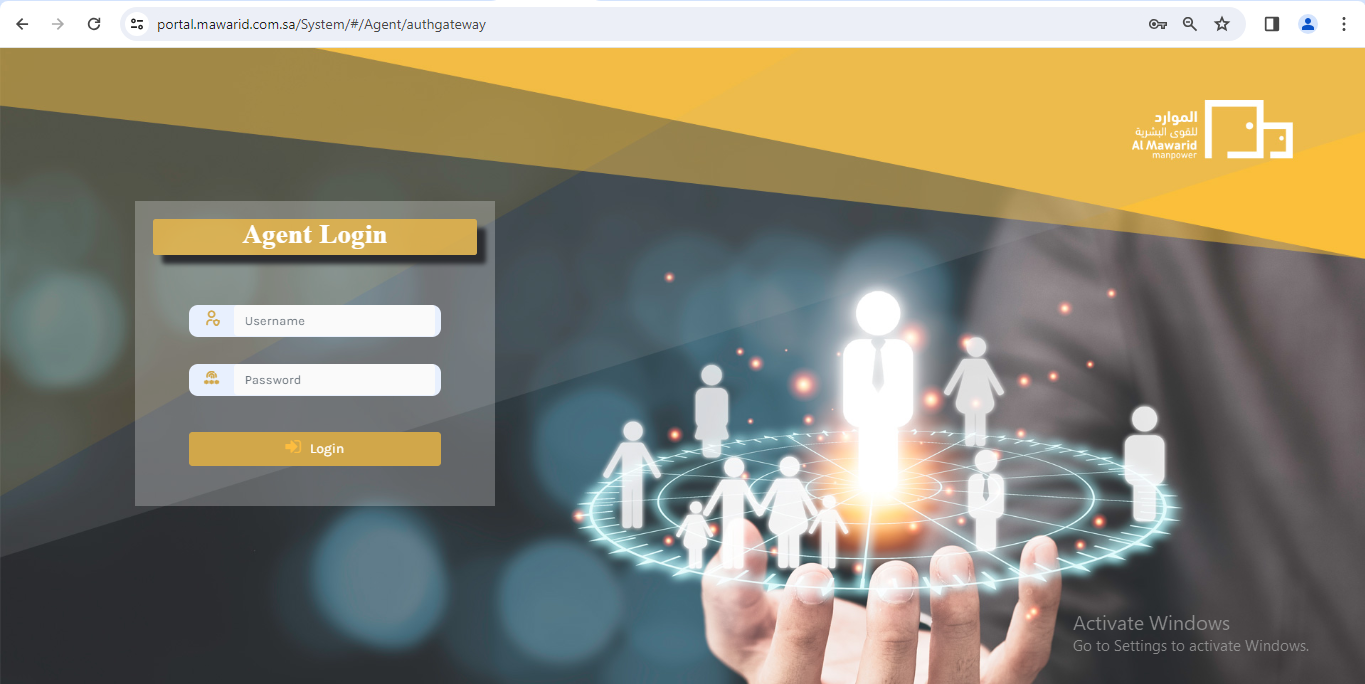 portal.mawarid.com.sa/System/#/Agent/authgateway
الموارد
للقوى البشرية
Al Mawarid
manpower
Agent Login
Username
Password
Login
Activate Windows
Go to Settings to activate Windows.